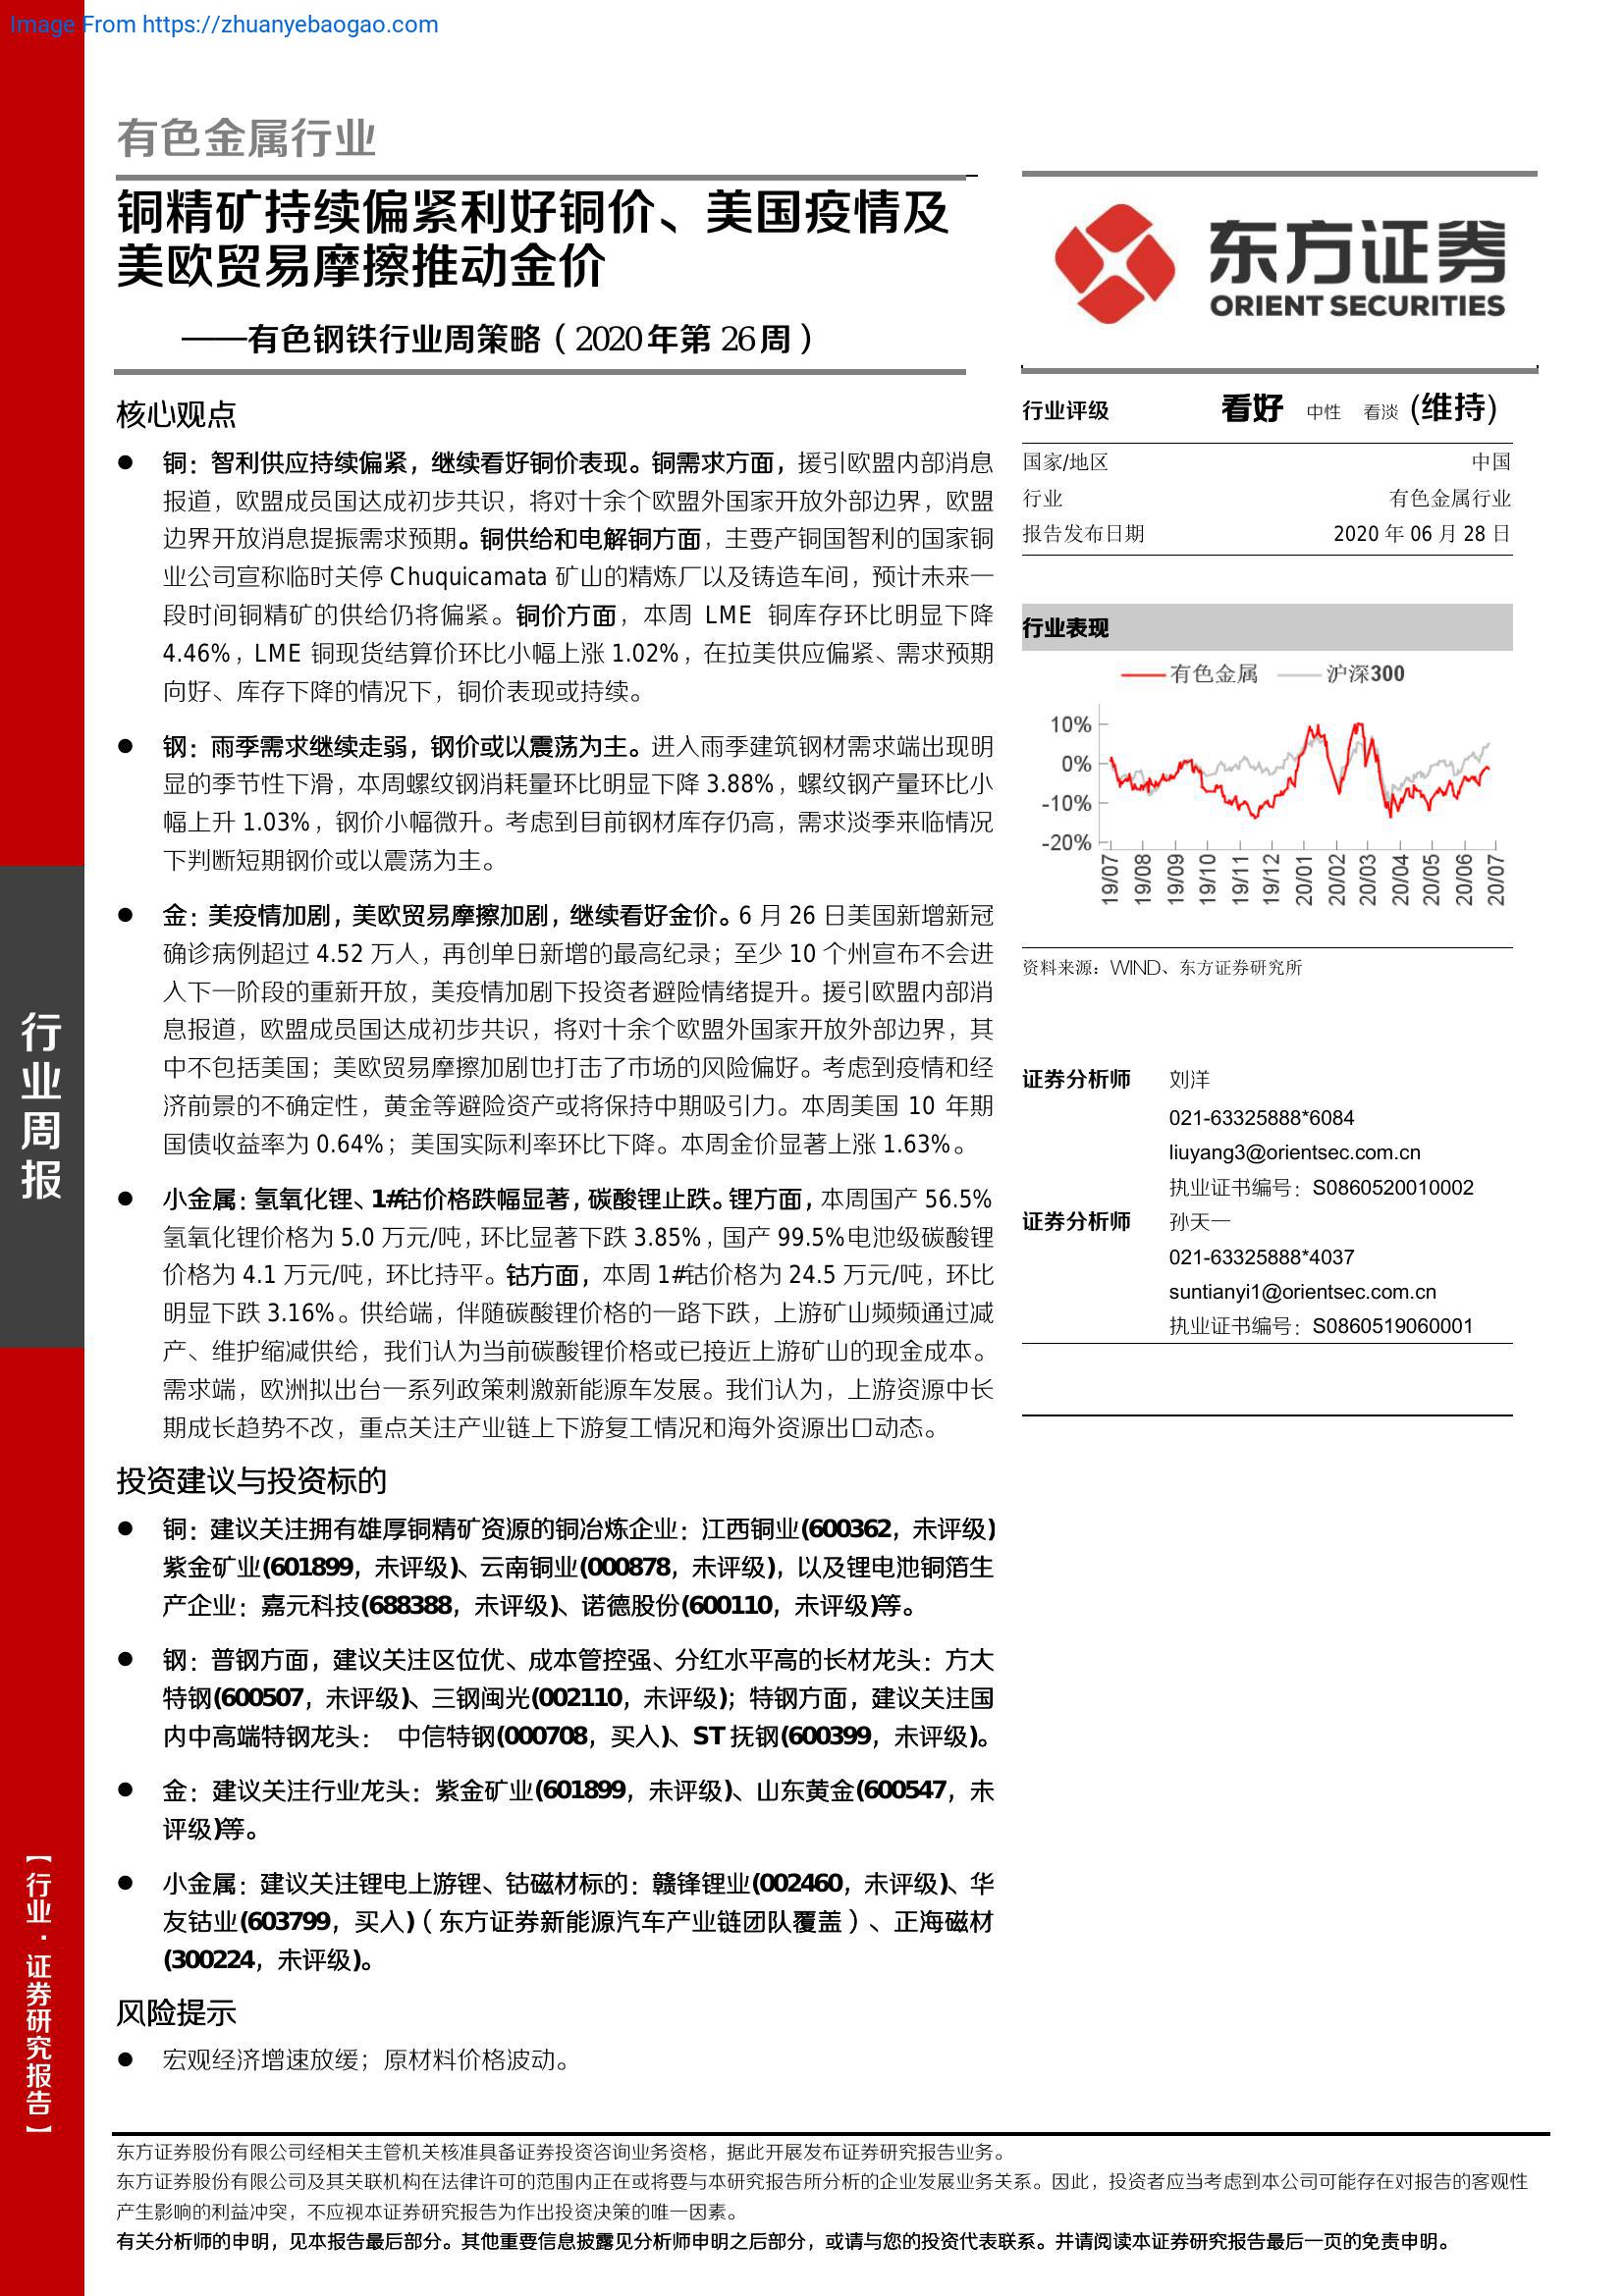 Image From https://zhuanyebaogao.com
有色金属行业
铜精矿持续偏紧利好铜价、美国疫情及
美欧贸易摩擦推动金价
——有色钢铁行业周策略（2020年第 26周）
核心观点
● 铜：智利供应持续偏紧，继续看好铜价表现。铜需求方面，援引欧盟内部消息
报道，欧盟成员国达成初步共识，将对十余个欧盟外国家开放外部边界，欧盟
边界开放消息提振需求预期。铜供给和电解铜方面，主要产铜国智利的国家铜
业公司宣称临时关停 Chuquicamata 矿山的精炼厂以及铸造车间，预计未来一
段时间铜精矿的供给仍将偏紧。铜价方面，本周 LME 铜库存环比明显下降
4.46%，LME 铜现货结算价环比小幅上涨 1.02%，在拉美供应偏紧、需求预期
向好、库存下降的情况下，铜价表现或持续。
● 钢：雨季需求继续走弱，钢价或以震荡为主。进入雨季建筑钢材需求端出现明
显的季节性下滑，本周螺纹钢消耗量环比明显下降 3.88%，螺纹钢产量环比小
幅上升 1.03%，钢价小幅微升。考虑到目前钢材库存仍高，需求淡季来临情况
下判断短期钢价或以震荡为主。
● 金：美疫情加剧，美欧贸易摩擦加剧，继续看好金价。6 月 26 日美国新增新冠
确诊病例超过 4.52 万人，再创单日新增的最高纪录；至少 10 个州宣布不会进
入下一阶段的重新开放，美疫情加剧下投资者避险情绪提升。援引欧盟内部消
息报道，欧盟成员国达成初步共识，将对十余个欧盟外国家开放外部边界，其
中不包括美国；美欧贸易摩擦加剧也打击了市场的风险偏好。考虑到疫情和经
济前景的不确定性，黄金等避险资产或将保持中期吸引力。本周美国 10 年期
国债收益率为 0.64%；美国实际利率环比下降。本周金价显著上涨 1.63%。
● 小金属：氢氧化锂、1#钴价格跌幅显著，碳酸锂止跌。锂方面，本周国产 56.5%
氢氧化锂价格为 5.0 万元/吨，环比显著下跌 3.85%，国产 99.5%电池级碳酸锂
价格为 4.1 万元/吨，环比持平。钴方面，本周 1#钴价格为 24.5 万元/吨，环比
明显下跌 3.16%。供给端，伴随碳酸锂价格的一路下跌，上游矿山频频通过减
产、维护缩减供给，我们认为当前碳酸锂价格或已接近上游矿山的现金成本。
需求端，欧洲拟出台一系列政策刺激新能源车发展。我们认为，上游资源中长
期成长趋势不改，重点关注产业链上下游复工情况和海外资源出口动态。
投资建议与投资标的
● 铜：建议关注拥有雄厚铜精矿资源的铜冶炼企业：江西铜业(600362，未评级)
紫金矿业(601899，未评级)、云南铜业(000878，未评级)，以及锂电池铜箔生
产企业：嘉元科技(688388，未评级)、诺德股份(600110，未评级)等。
● 钢：普钢方面，建议关注区位优、成本管控强、分红水平高的长材龙头：方大
特钢(600507，未评级)、三钢闽光(002110，未评级)；特钢方面，建议关注国
内中高端特钢龙头： 中信特钢(000708，买入)、ST 抚钢(600399，未评级)。
● 金：建议关注行业龙头：紫金矿业(601899，未评级)、山东黄金(600547，未
评级)等。
● 小金属：建议关注锂电上游锂、钴磁材标的：赣锋锂业(002460，未评级)、华
友钴业(603799，买入)（东方证券新能源汽车产业链团队覆盖）、正海磁材
(300224，未评级)。
风险提示
● 宏观经济增速放缓；原材料价格波动。
东方证券
ORIENT SECURITIES
行业评级 看好 中性 看淡 (维持)
国家/地区 中国
行业 有色金属行业
报告发布日期 2020 年 06 月 28 日
行业表现
有色金属 沪深300
10%
0%
-10%
-20%
19/07 19/08 19/09 19/10 19/11 19/12 20/01 20/02 20/03 20/04 20/05 20/06 20/07
资料来源：WIND、东方证券研究所
证券分析师 刘洋
021-63325888*6084
liuyang3@orientsec.com.cn
执业证书编号：S0860520010002
证券分析师 孙天一
021-63325888*4037
suntianyi1@orientsec.com.cn
执业证书编号：S0860519060001
行业周报
【行业·证券研究报告】
东方证券股份有限公司经相关主管机关核准具备证券投资咨询业务资格，据此开展发布证券研究报告业务。
东方证券股份有限公司及其关联机构在法律许可的范围内正在或将要与本研究报告所分析的企业发展业务关系。因此，投资者应当考虑到本公司可能存在对报告的客观性
产生影响的利益冲突，不应视本证券研究报告为作出投资决策的唯一因素。
有关分析师的申明，见本报告最后部分。其他重要信息披露见分析师申明之后部分，或请与您的投资代表联系。并请阅读本证券研究报告最后一页的免责申明。